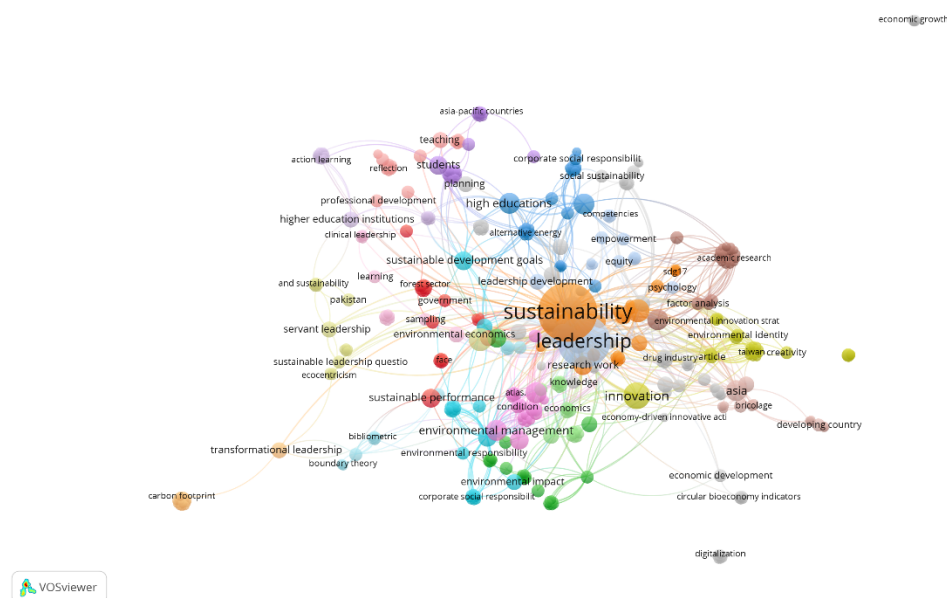 economic growth
asia-pacific countries
teaching
action learning
corporate social responsibilit
students
reflection
social sustainability
planning
professional development
high educations
higher education institutions
competencies
clinical leadership
alternative energy
empowerment
sustainable development goals
academic research
equity
sdg17
learning
leadership development
and sustainability
forest sector
psychology
pakistan
government
factor analysis
sustainability
sampling
environmental innovation strat
servant leadership
environmental economics
environmental identity
leadership
taiwan
creativity
sustainable leadership questio
face
drug industry
article
research work
ecocentricism
knowledge
atlas
asia
sustainable performance
innovation
condition
economics
bricolage
economy-driven innovative acti
developing country
environmental management
bibliometric
transformational leadership
environmental responsibility
boundary theory
economic development
environmental impact
carbon footprint
corporate social responsibilit
circular bioeconomy indicators
digitalization
VOSviewer